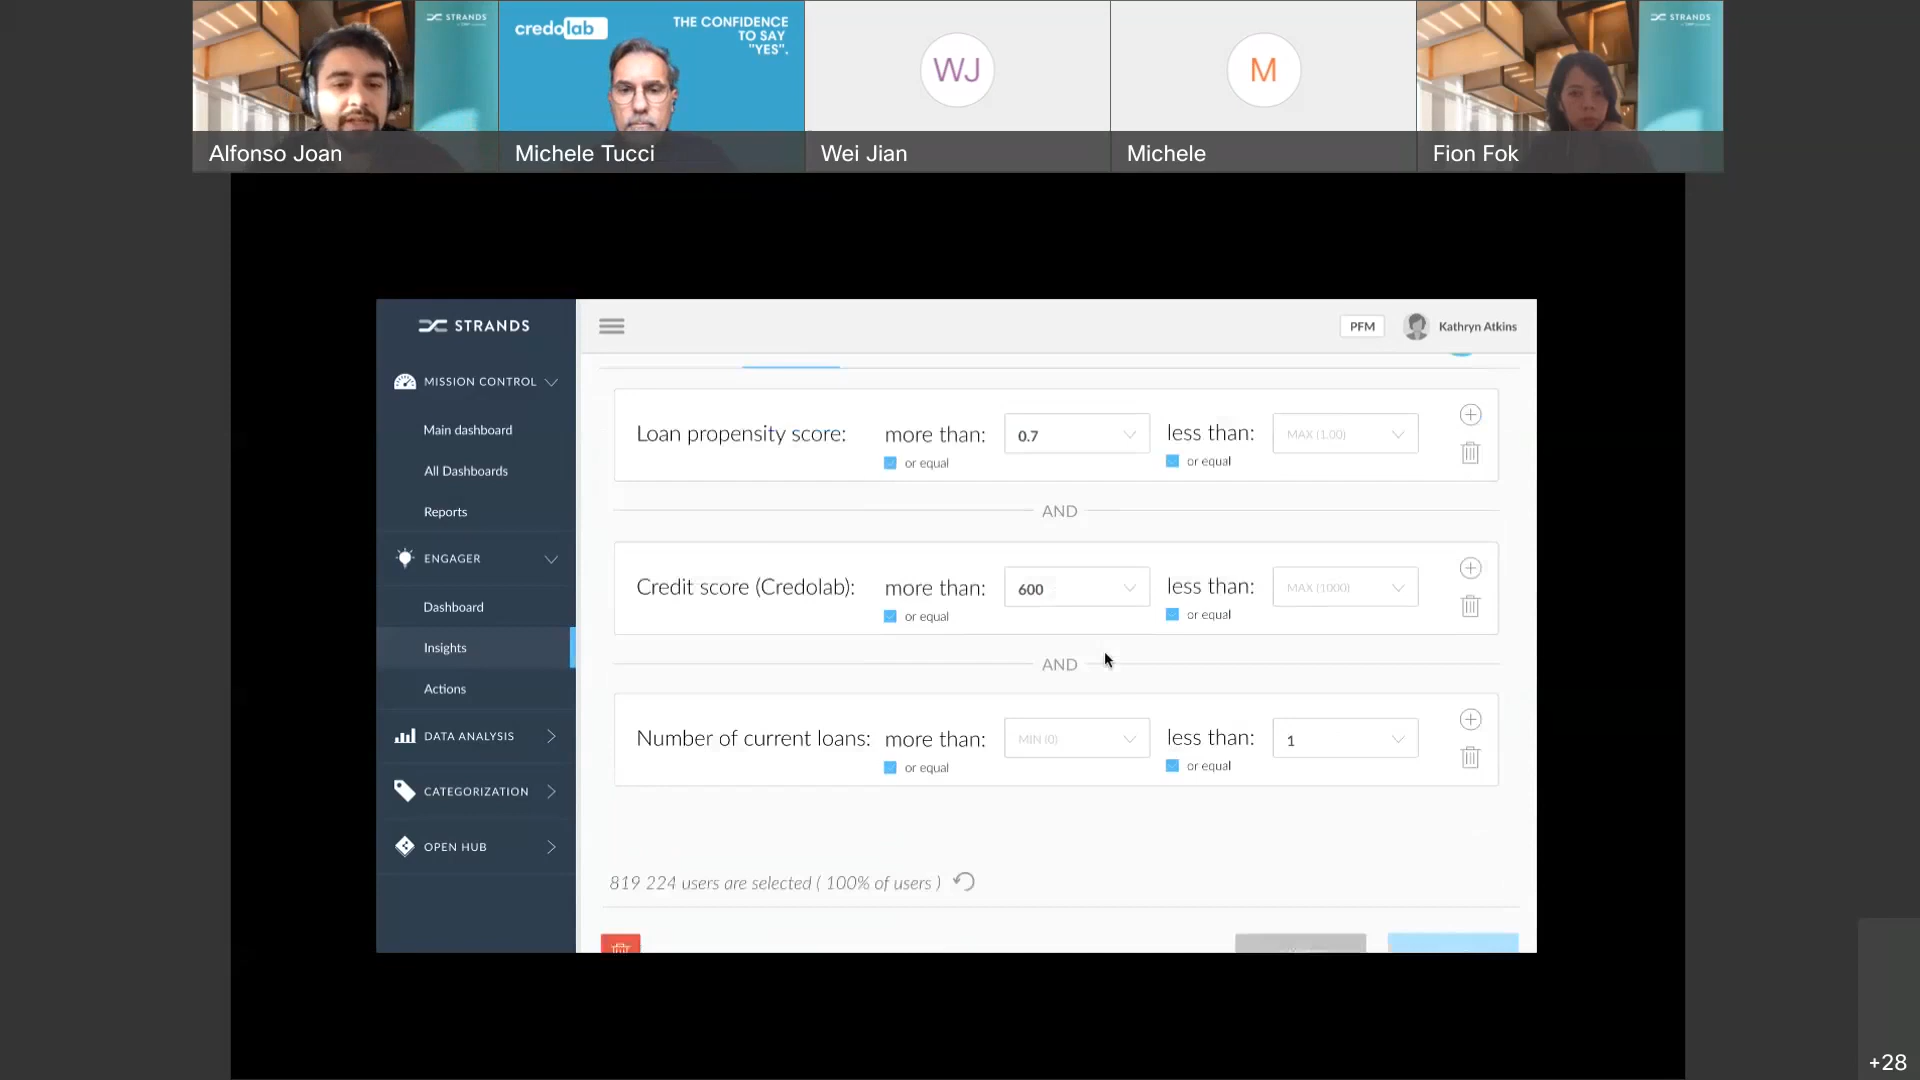 STRANDS
credolab
THE CONFIDENCE
TO SAY
"YES".
WJ
M
STRANDS
Alfonso Joan
Michele Tucci
Wei Jian
Michele
Fion Fok
STRANDS
PFM
Kathryn Atkins
MISSION CONTROL
Main dashboard
All Dashboards
Reports
ENGAGER
Dashboard
Insights
Actions
DATA ANALYSIS
CATEGORIZATION
OPEN HUB
Loan propensity score: more than: 0.7 less than: MAX (1.00)
or equal or equal
AND
Credit score (Credolab): more than: 600 less than: MAX (1000)
or equal or equal
AND
Number of current loans: more than: MIN (0) less than: 1
or equal or equal
819 224 users are selected ( 100% of users )
+28